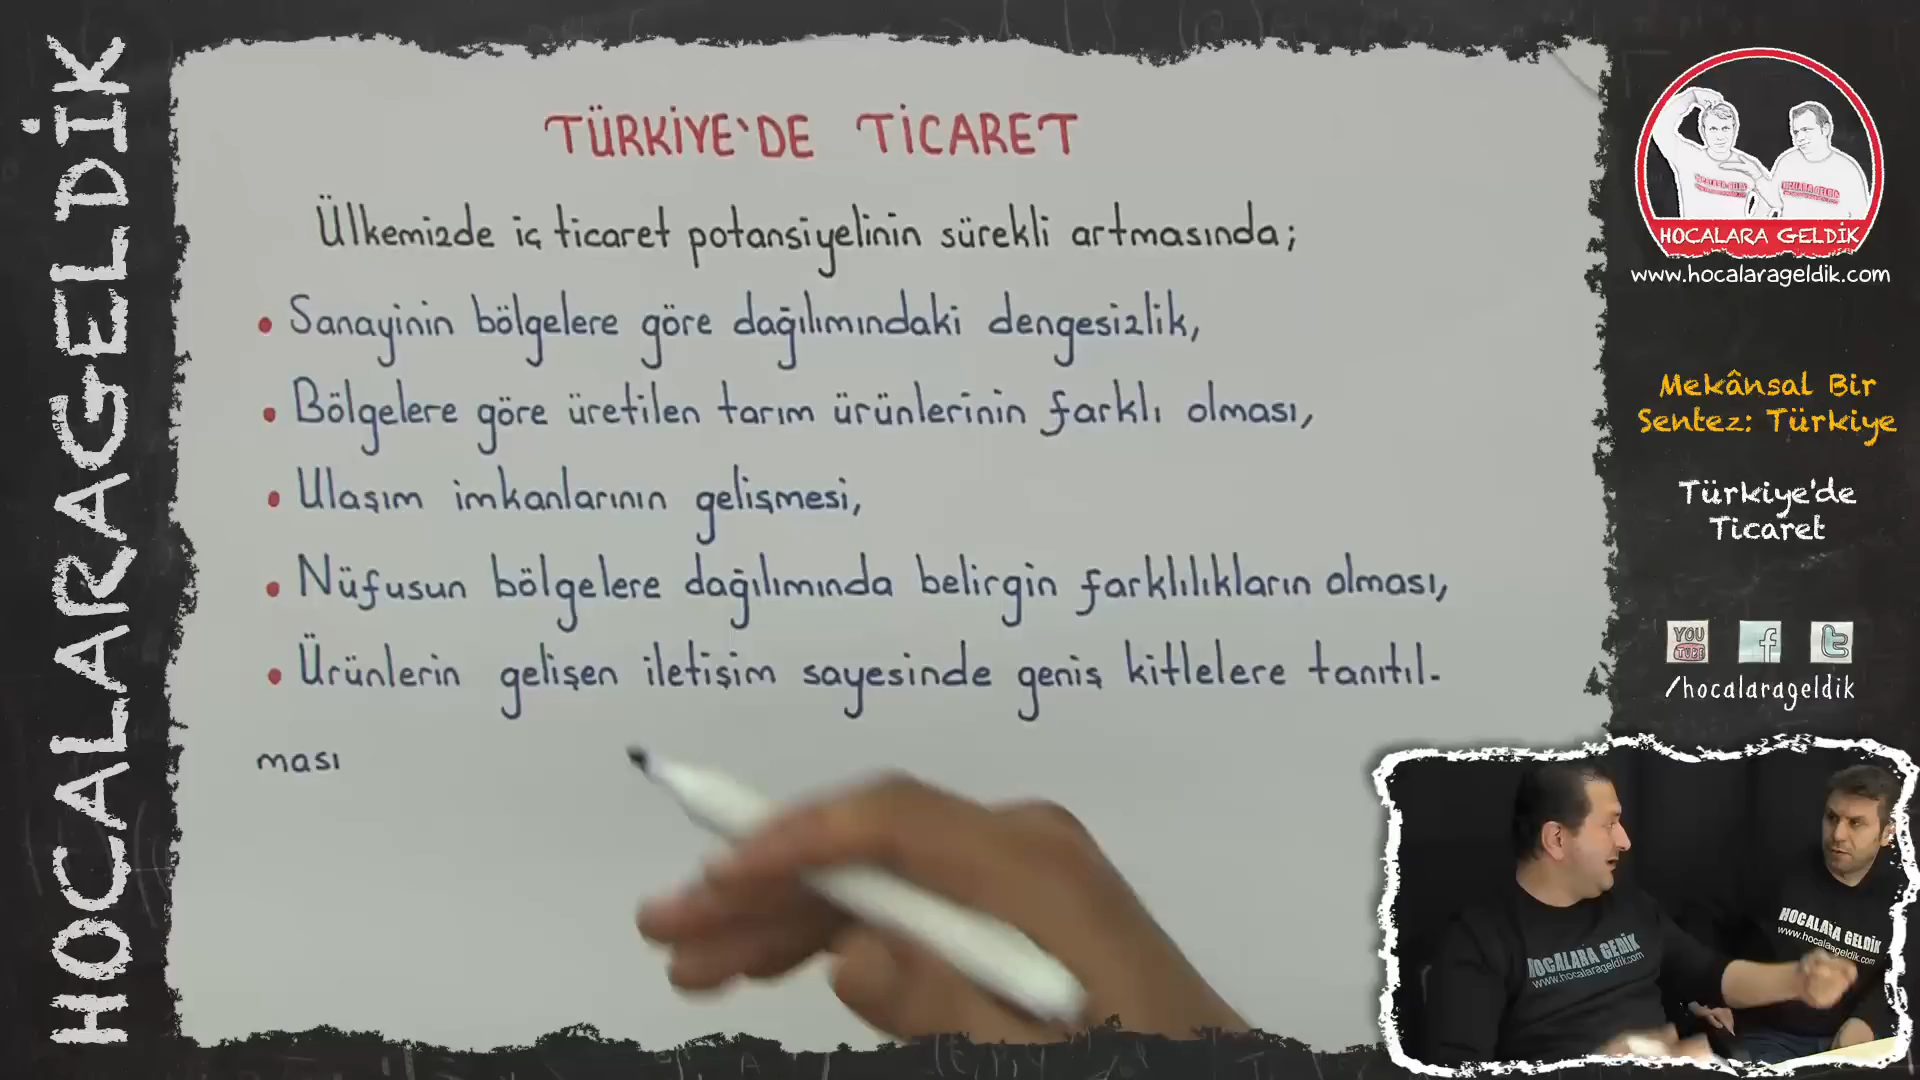 HOCALARAGELDİK
TÜRKİYE'DE TİCARET
Ülkemizde iç ticaret potansiyelinin sürekli artmasında;
• Sanayinin bölgelere göre dağılımındaki dengesizlik,
• Bölgelere göre üretilen tarım ürünlerinin farklı olması,
• Ulaşım imkanlarının gelişmesi,
• Nüfusun bölgelere dağılımında belirgin farklılıkların olması,
• Ürünlerin gelişen iletişim sayesinde geniş kitlelere tanıtıl-
ması
HOCALARA GELDİK
www.hocalarageldik.com
Mekânsal Bir
Sentez: Türkiye
Türkiye'de
Ticaret
YOU
TUBE
f
t
/hocalarageldik
HOCALARA GELDİK
www.hocalarageldik.com
HOCALARA GELDİK
www.hocalarageldik.com